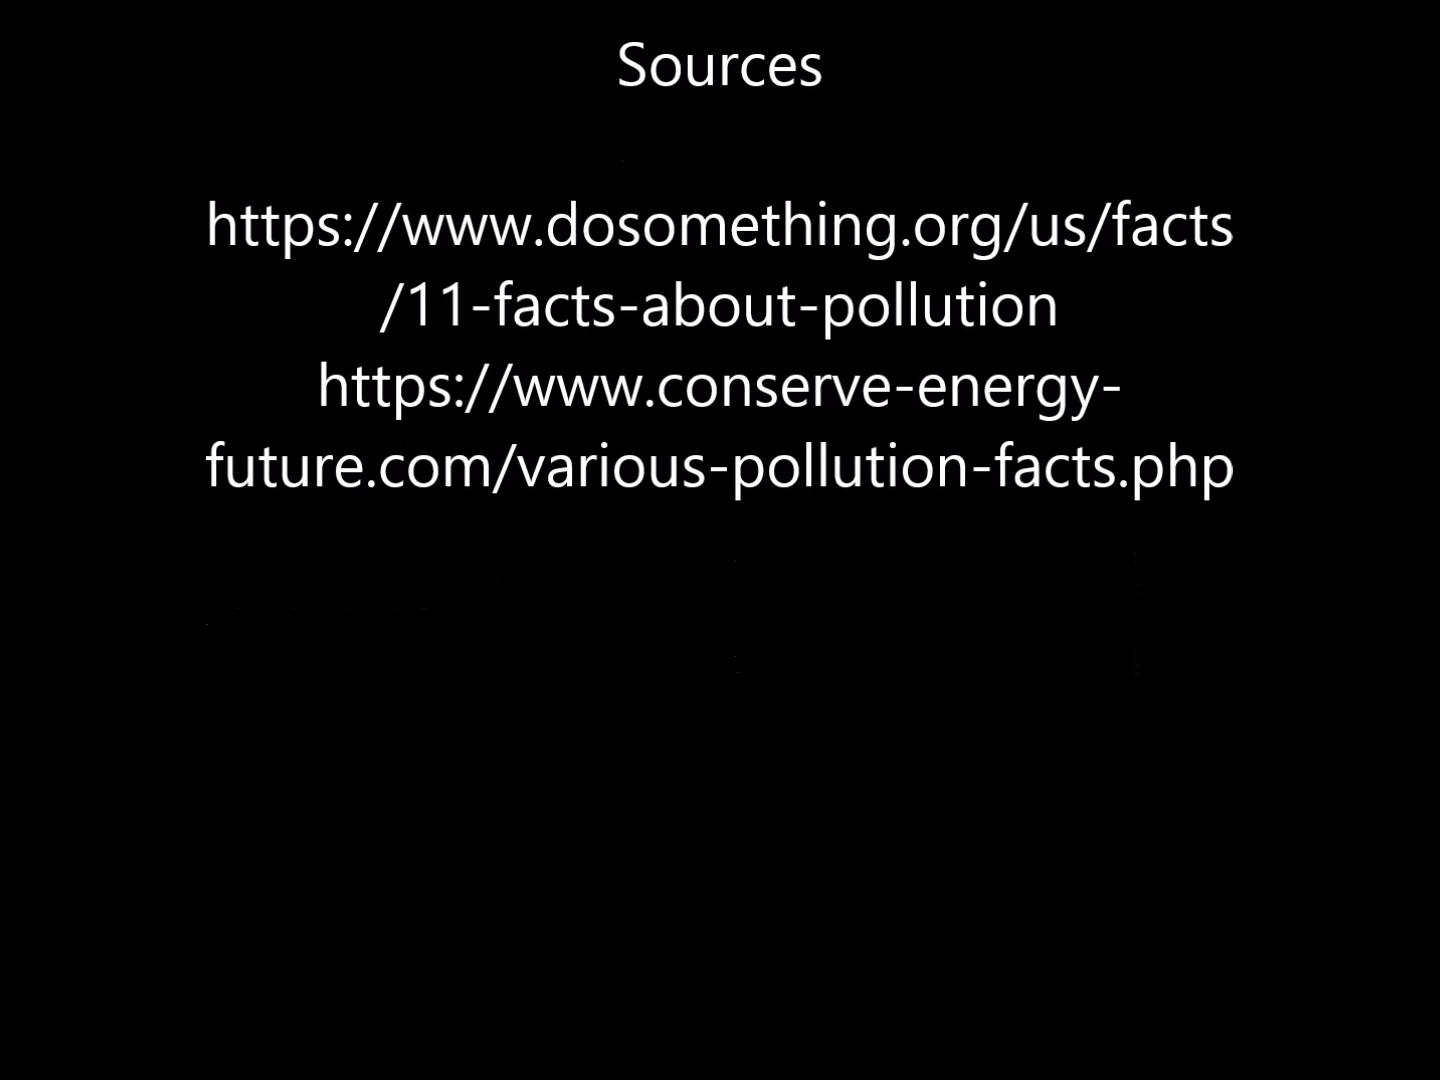 Sources
https://www.dosomething.org/us/facts
/11-facts-about-pollution
https://www.conserve-energy-
future.com/various-pollution-facts.php